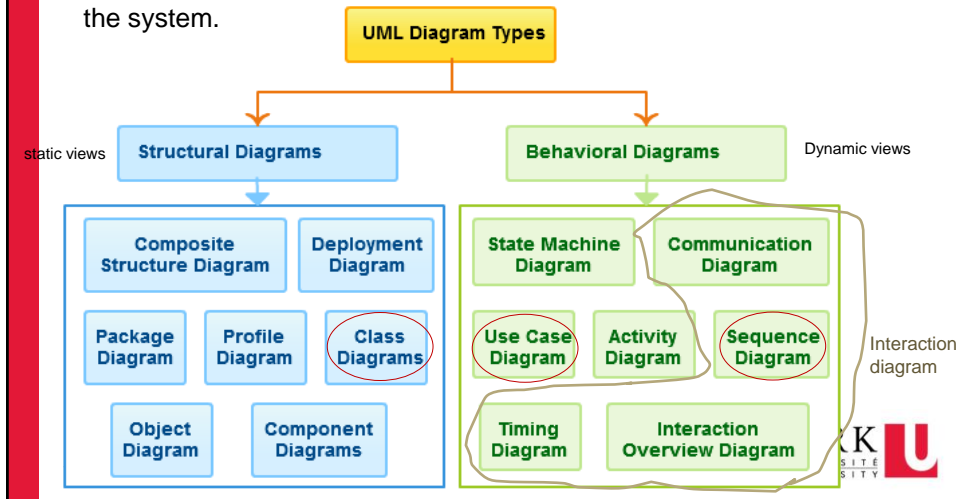 the system.
UML Diagram Types
static views
Structural Diagrams
Behavioral Diagrams
Dynamic views
Composite
Structure Diagram
Deployment
Diagram
State Machine
Diagram
Communication
Diagram
Package
Diagram
Profile
Diagram
Class
Diagrams
Use Case
Diagram
Activity
Diagram
Sequence
Diagram
Interaction
diagram
Object
Diagram
Component
Diagrams
Timing
Diagram
Interaction
Overview Diagram
R K
S I T É
S I T Y
U